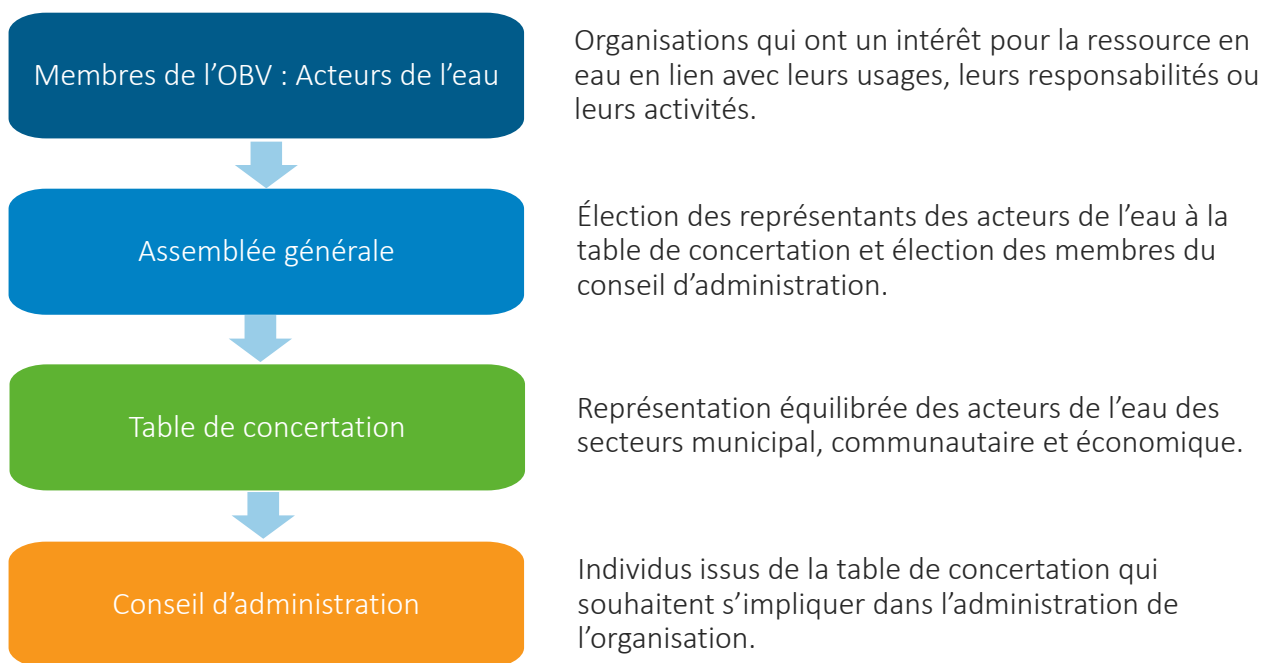 Membres de l’OBV : Acteurs de l’eau
Organisations qui ont un intérêt pour la ressource en
eau en lien avec leurs usages, leurs responsabilités ou
leurs activités.
Assemblée générale
Élection des représentants des acteurs de l’eau à la
table de concertation et élection des membres du
conseil d’administration.
Table de concertation
Représentation équilibrée des acteurs de l’eau des
secteurs municipal, communautaire et économique.
Conseil d’administration
Individus issus de la table de concertation qui
souhaitent s’impliquer dans l’administration de
l’organisation.